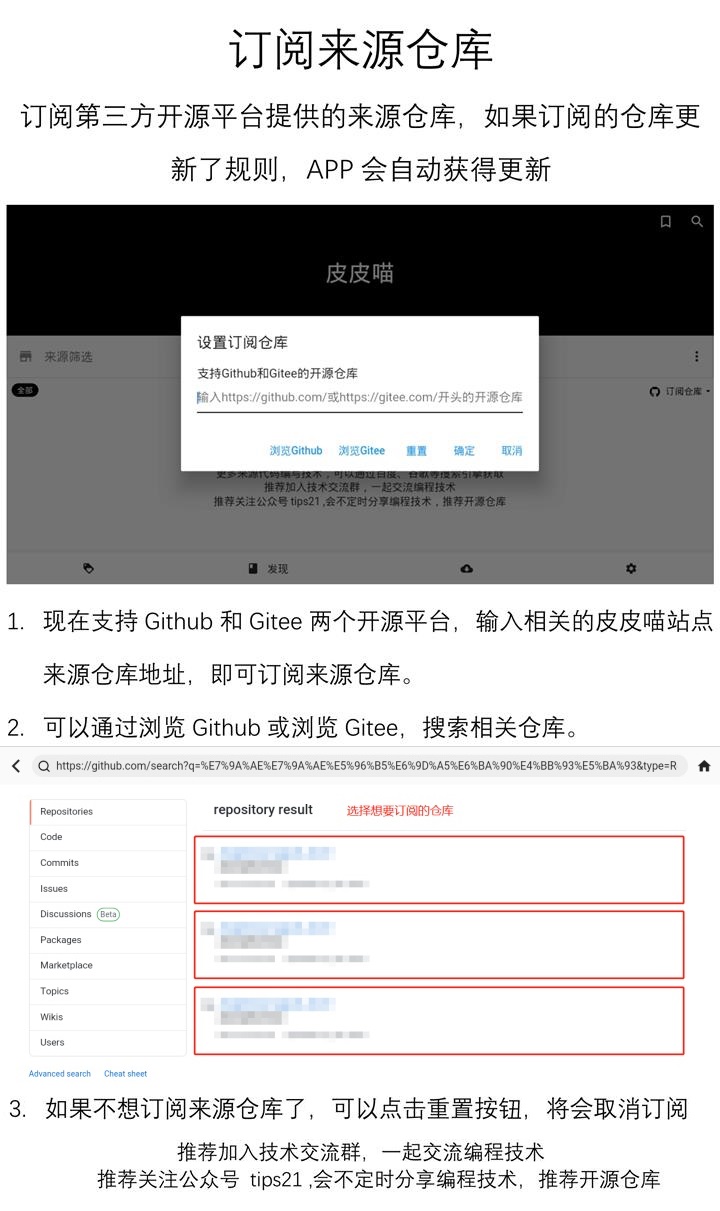 订阅来源仓库
订阅第三方开源平台提供的来源仓库，如果订阅的仓库更
新了规则，APP 会自动获得更新
皮皮喵
设置订阅仓库
来源筛选
支持Github和Gitee的开源仓库
全部
输入https://github.com/或https://gitee.com/开头的开源仓库
订阅仓库
浏览Github 浏览Gitee 重置 确定 取消
更多来源代码编写技术，可以通过百度、谷歌等搜索引擎获取
推荐加入技术交流群，一起交流编程技术
推荐关注公众号 tips21 ,会不定时分享编程技术，推荐开源仓库
发现
1. 现在支持 Github 和 Gitee 两个开源平台，输入相关的皮皮喵站点
来源仓库地址，即可订阅来源仓库。
2. 可以通过浏览 Github 或浏览 Gitee，搜索相关仓库。
https://github.com/search?q=%E7%9A%AE%E7%9A%AE%E5%96%B5%E6%9D%A5%E6%BA%90%E4%BB%93%E5%BA%93&type=R
Repositories
repository result 选择想要订阅的仓库
Code
Commits
Issues
Discussions Beta
Packages
Marketplace
Topics
Wikis
Users
Advanced search Cheat sheet
3. 如果不想订阅来源仓库了，可以点击重置按钮，将会取消订阅
推荐加入技术交流群，一起交流编程技术
推荐关注公众号 tips21 ,会不定时分享编程技术，推荐开源仓库